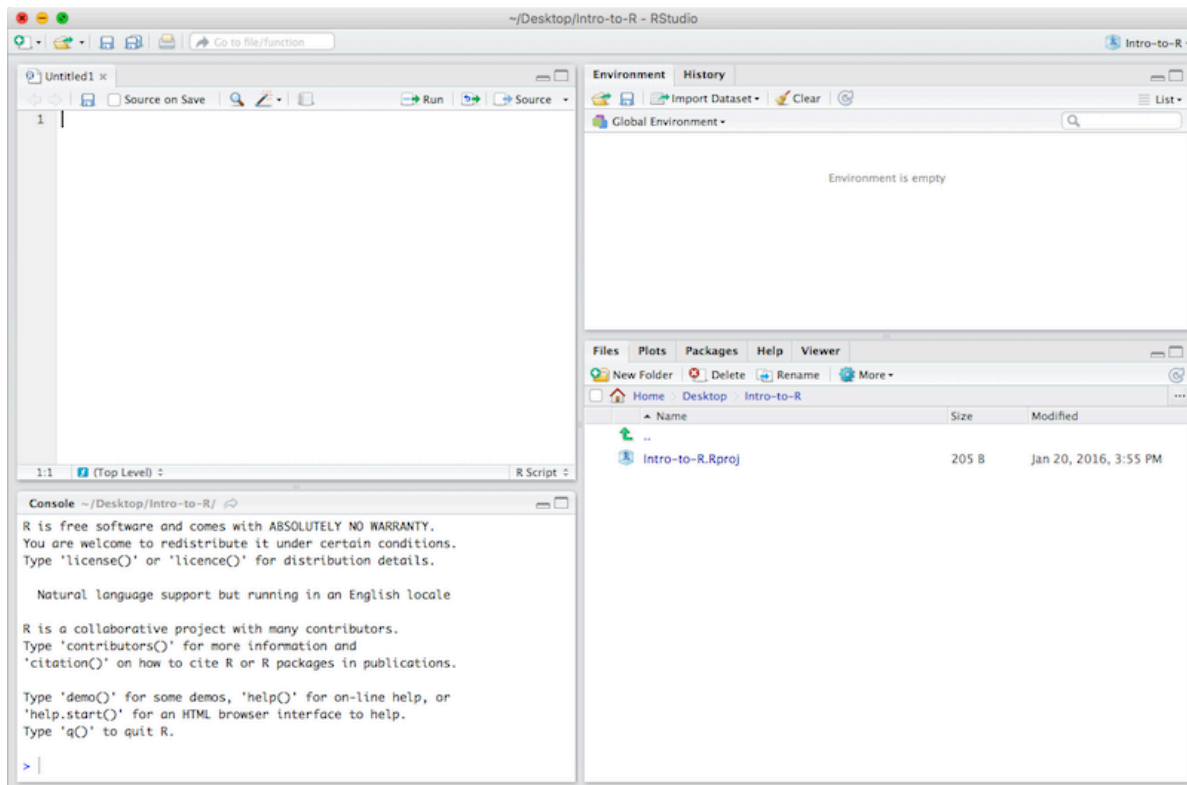 ~/Desktop/Intro-to-R - RStudio
Go to file/function
Intro-to-R
Untitled1
Source on Save
Run
Source
1
1:1
(Top Level)
R Script
Console ~/Desktop/Intro-to-R/
R is free software and comes with ABSOLUTELY NO WARRANTY.
You are welcome to redistribute it under certain conditions.
Type 'license()' or 'licence()' for distribution details.
Natural language support but running in an English locale
R is a collaborative project with many contributors.
Type 'contributors()' for more information and
'citation()' on how to cite R or R packages in publications.
Type 'demo()' for some demos, 'help()' for on-line help, or
'help.start()' for an HTML browser interface to help.
Type 'q()' to quit R.
>
Environment History
Import Dataset Clear List
Global Environment
Environment is empty
Files Plots Packages Help Viewer
New Folder Delete Rename More
Home Desktop Intro-to-R
Name Size Modified
..
Intro-to-R.Rproj 205 B Jan 20, 2016, 3:55 PM